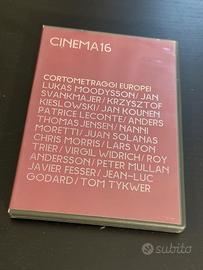 CINEMA16
CORTOMETRAGGI EUROPEI
LUKAS MOODYSSON/JAN
SVANKMAJER/KRZYSZTOF
KIESLOWSKI/JAN KOUNEN
PATRICE LECONTE/ANDERS
THOMAS JENSEN/NANNI
MORETTI/JUAN SOLANAS
CHRIS MORRIS/LARS VON
TRIER/VIRGIL WIDRICH/ROY
ANDERSSON/PETER MULLAN
JAVIER FESSER/JEAN-LUC
GODARD/TOM TYKWER
subito